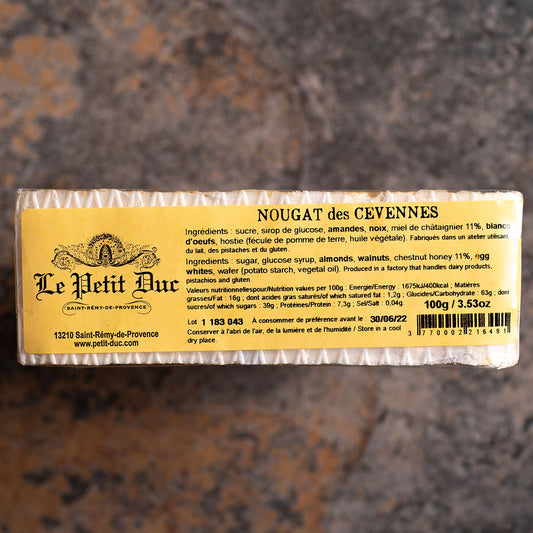 Le Petit Duc
SAINT-RÉMY-DE-PROVENCE
13210 Saint-Rémy-de-Provence
www.petit-duc.com
NOUGAT des CEVENNES
Ingrédients : sucre, sirop de glucose, amandes, noix, miel de châtaignier 11%, blancs
d'oeufs, hostie (fécule de pomme de terre, huile végétale). Fabriqués dans un atelier utilisant
du lait, des pistaches et du gluten.
Ingredients : sugar, glucose syrup, almonds, walnuts, chestnut honey 11%, egg
whites, wafer (potato starch, vegetal oil). Produced in a factory that handles dairy products,
pistachios and gluten.
Valeurs nutritionnellespour/Nutrition values per 100g : Energie/Energy : 1675kJ/400kcal ; Matières
grasses/Fat : 16g ; dont acides gras saturés/of which satured fat : 1,2g ; Glucides/Carbohydrate : 63g ; dont
sucres/of which sugars : 39g ; Protéines/Protein : 7,3g ; Sel/Salt : 0,04g.
100g / 3.53oz
Lot 1 183 043 À consommer de préférence avant le 30/06/22
Conserver à l'abri de l'air, de la lumière et de l'humidité / Store in a cool
dry place.
3 770002 216491